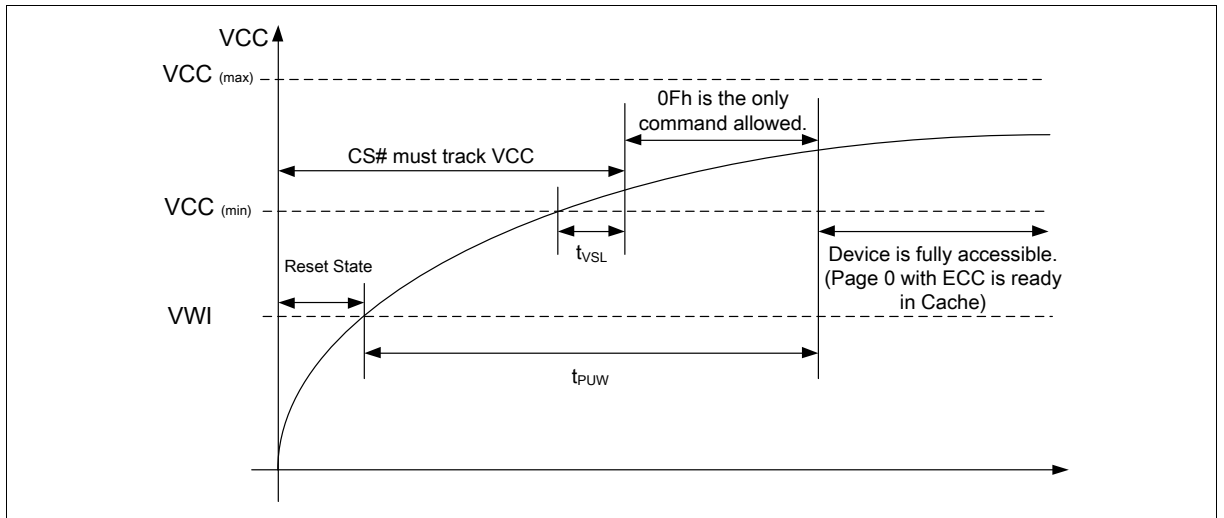 VCC
VCC (max)
0Fh is the only
command allowed.
CS# must track VCC
VCC (min)
tVSL
Device is fully accessible.
(Page 0 with ECC is ready
in Cache)
Reset State
VWI
tPUW